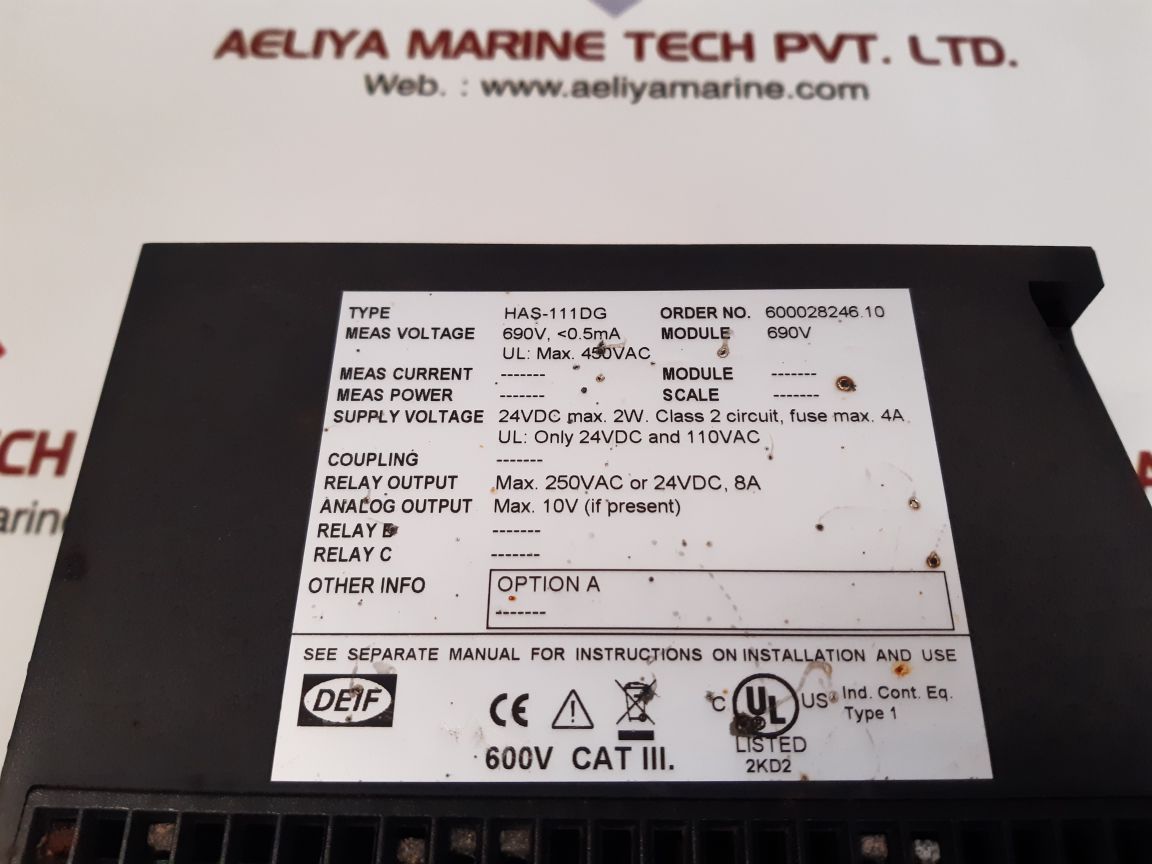 AELIYA MARINE TECH PVT. LTD.
Web. : www.aeliyamarine.com
TYPE HAS-111DG ORDER NO. 600028246.10
MEAS VOLTAGE 690V, <0.5mA MODULE 690V
UL: Max. 450VAC
MEAS CURRENT ------- MODULE -------
MEAS POWER ------- SCALE -------
SUPPLY VOLTAGE 24VDC max. 2W. Class 2 circuit, fuse max. 4A
UL: Only 24VDC and 110VAC
COUPLING -------
RELAY OUTPUT Max. 250VAC or 24VDC, 8A
ANALOG OUTPUT Max. 10V (if present)
RELAY B -------
RELAY C -------
OTHER INFO OPTION A
-------
SEE SEPARATE MANUAL FOR INSTRUCTIONS ON INSTALLATION AND USE
DEIF CE C UL US Ind. Cont. Eq.
Type 1
600V CAT III. LISTED
2KD2
CH
arine